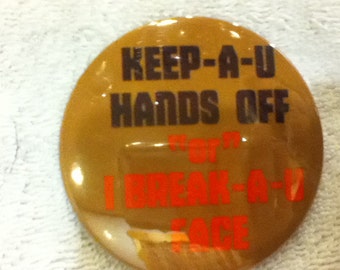 KEEP-A-U
HANDS OFF
"or"
I BREAK-A-U
FACE